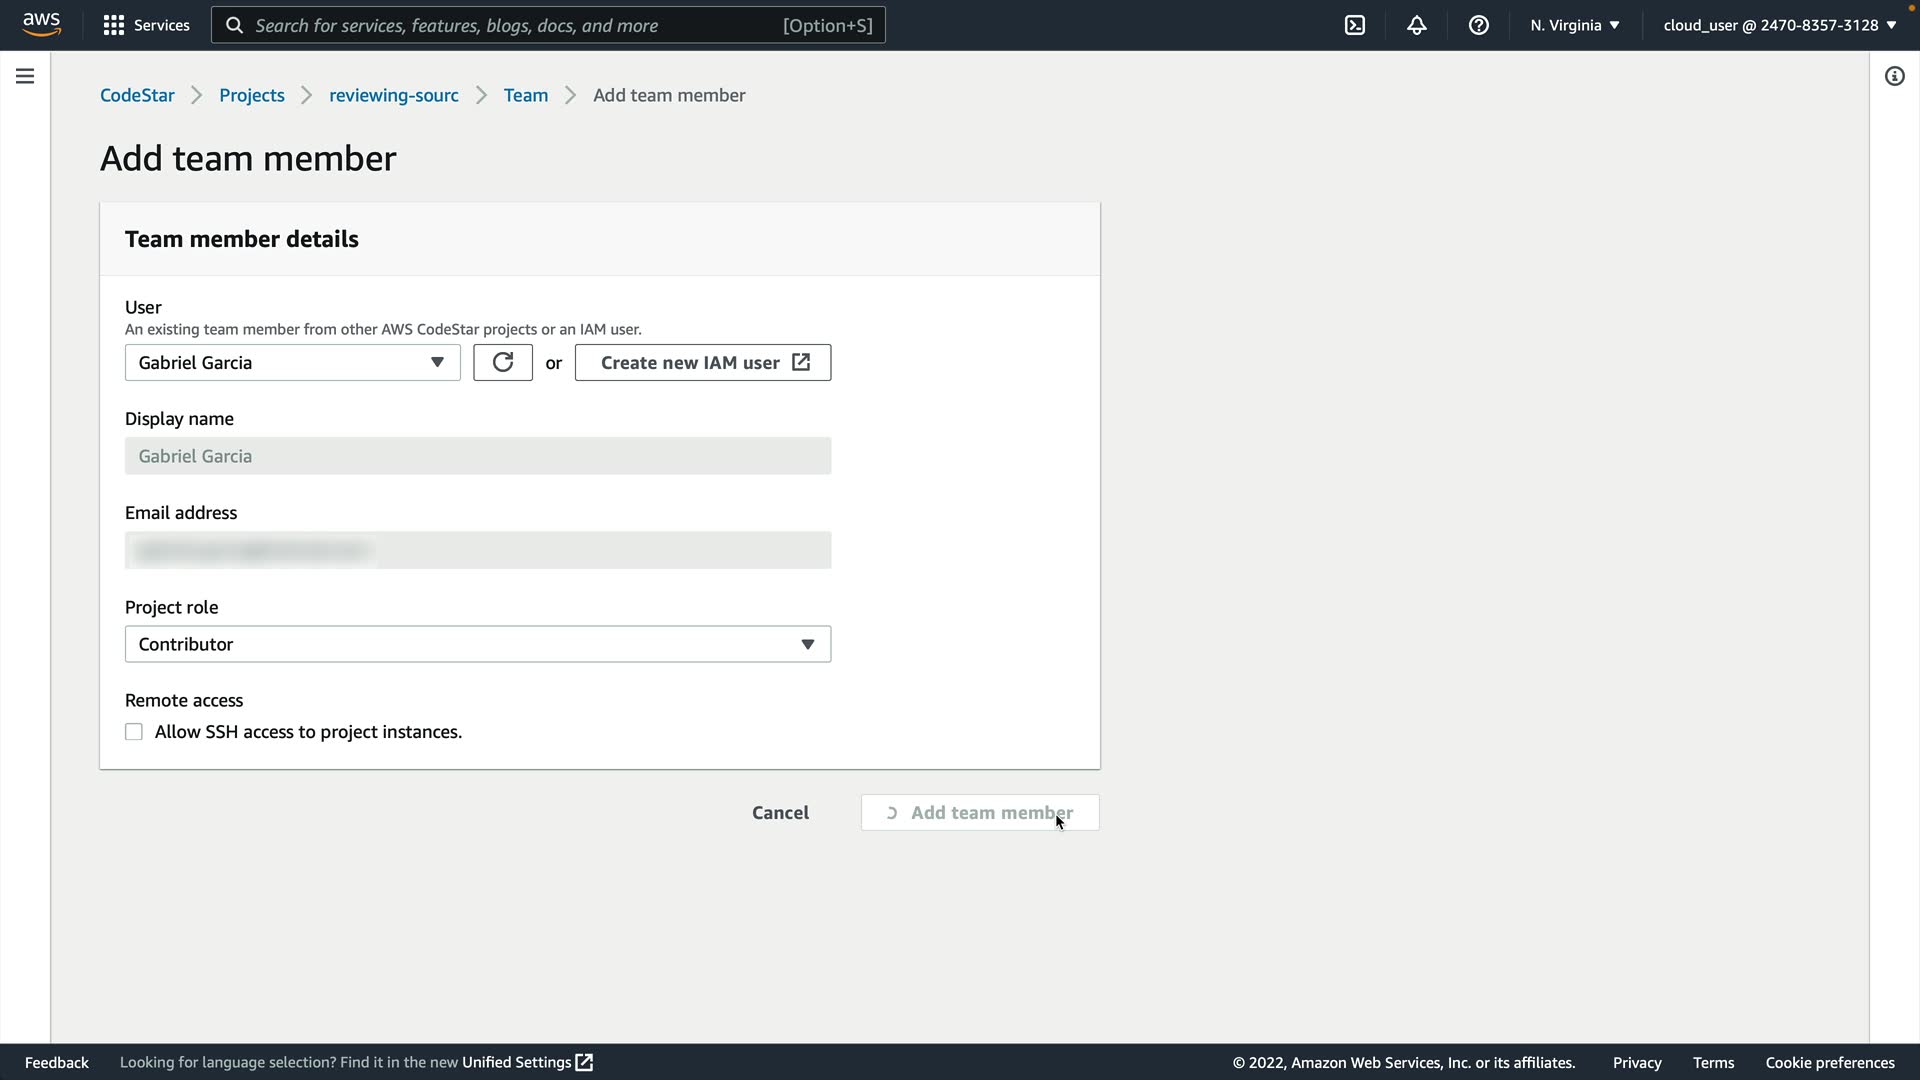 aws Services Search for services, features, blogs, docs, and more [Option+S] N. Virginia cloud_user @ 2470-8357-3128
CodeStar Projects reviewing-sourc Team Add team member
Add team member
Team member details
User
An existing team member from other AWS CodeStar projects or an IAM user.
Gabriel Garcia or Create new IAM user
Display name
Gabriel Garcia
Email address
Project role
Contributor
Remote access
Allow SSH access to project instances.
Cancel Add team member
Feedback Looking for language selection? Find it in the new Unified Settings © 2022, Amazon Web Services, Inc. or its affiliates. Privacy Terms Cookie preferences